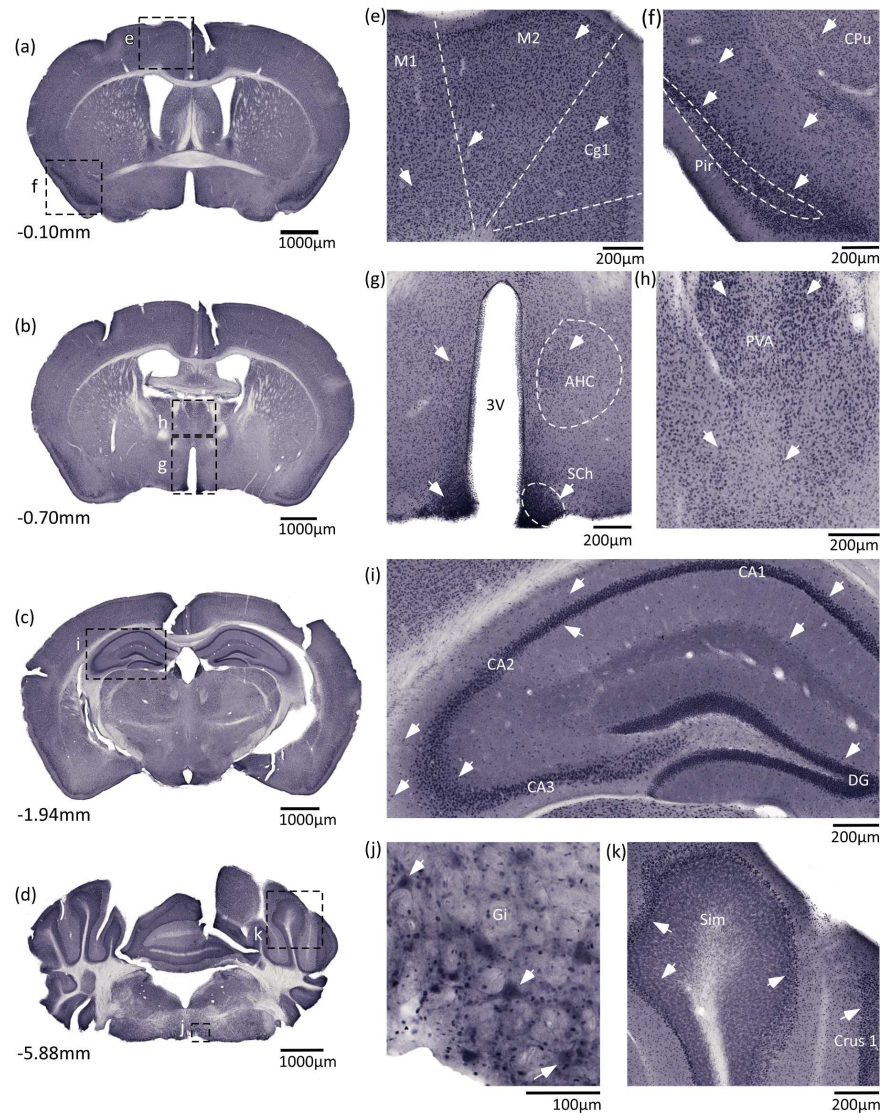 (a)
e
f
-0.10mm
1000μm
(e)
M1
M2
Cg1
200μm
(f)
CPu
Pir
200μm
(b)
h
g
-0.70mm
1000μm
(g)
3V
AHC
SCh
200μm
(h)
PVA
200μm
(c)
i
-1.94mm
1000μm
(i)
CA1
CA2
CA3
DG
200μm
(d)
k
j
-5.88mm
1000μm
(j)
Gi
100μm
(k)
Sim
Crus 1
200μm